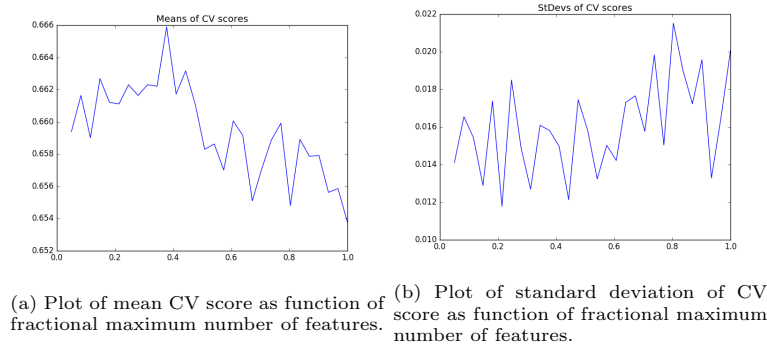 Means of CV scores
0.666
0.664
0.662
0.660
0.658
0.656
0.654
0.652
0.0 0.2 0.4 0.6 0.8 1.0
(a) Plot of mean CV score as function of
fractional maximum number of features.
StDevs of CV scores
0.022
0.020
0.018
0.016
0.014
0.012
0.010
0.0 0.2 0.4 0.6 0.8 1.0
(b) Plot of standard deviation of CV
score as function of fractional maximum
number of features.